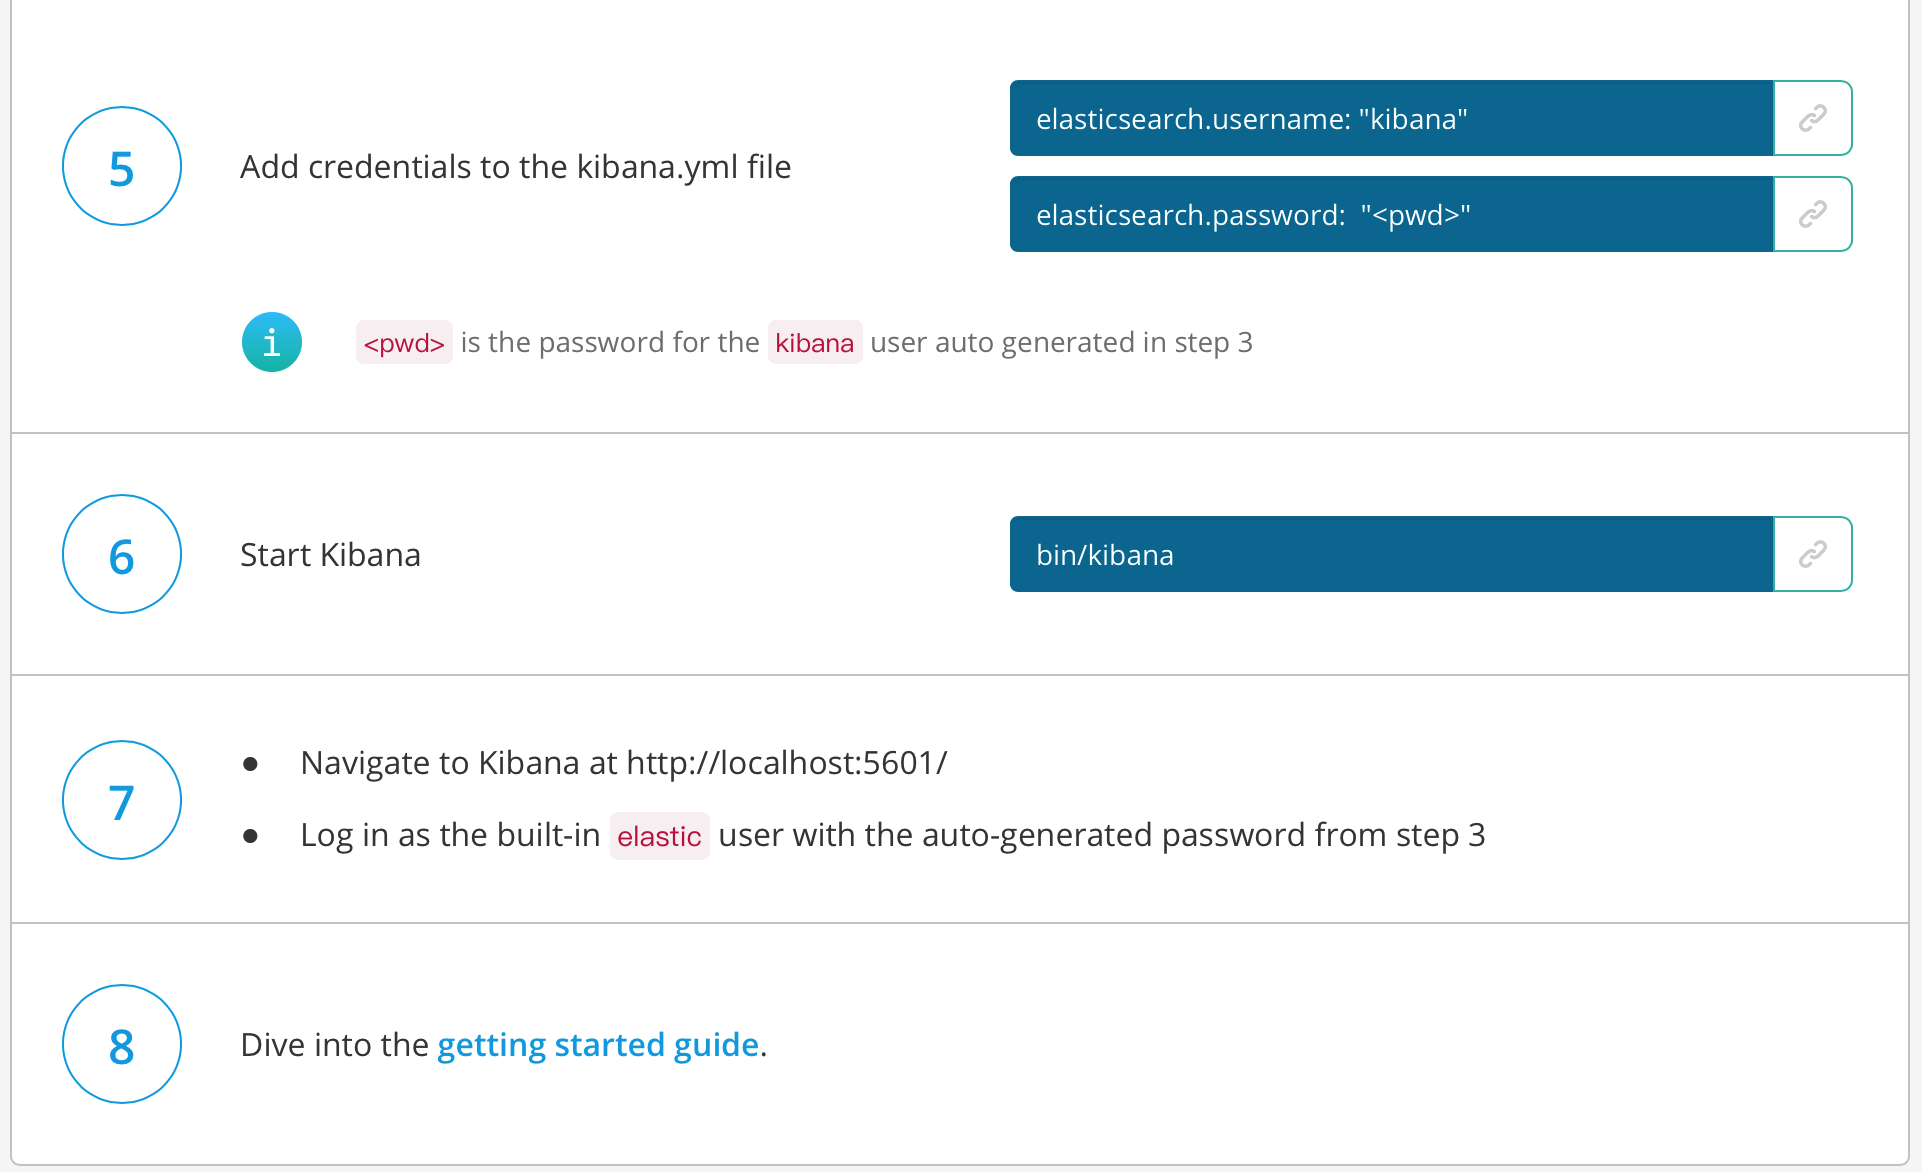 5
Add credentials to the kibana.yml file
elasticsearch.username: "kibana"
elasticsearch.password: "<pwd>"
i
<pwd> is the password for the kibana user auto generated in step 3
6
Start Kibana
bin/kibana
7
● Navigate to Kibana at http://localhost:5601/
● Log in as the built-in elastic user with the auto-generated password from step 3
8
Dive into the getting started guide.